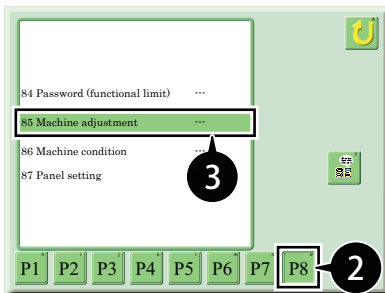 84 Password (functional limit) ---
85 Machine adjustment ---
86 Machine condition ---
87 Panel setting
3
P1 P2 P3 P4 P5 P6 P7 P8 2